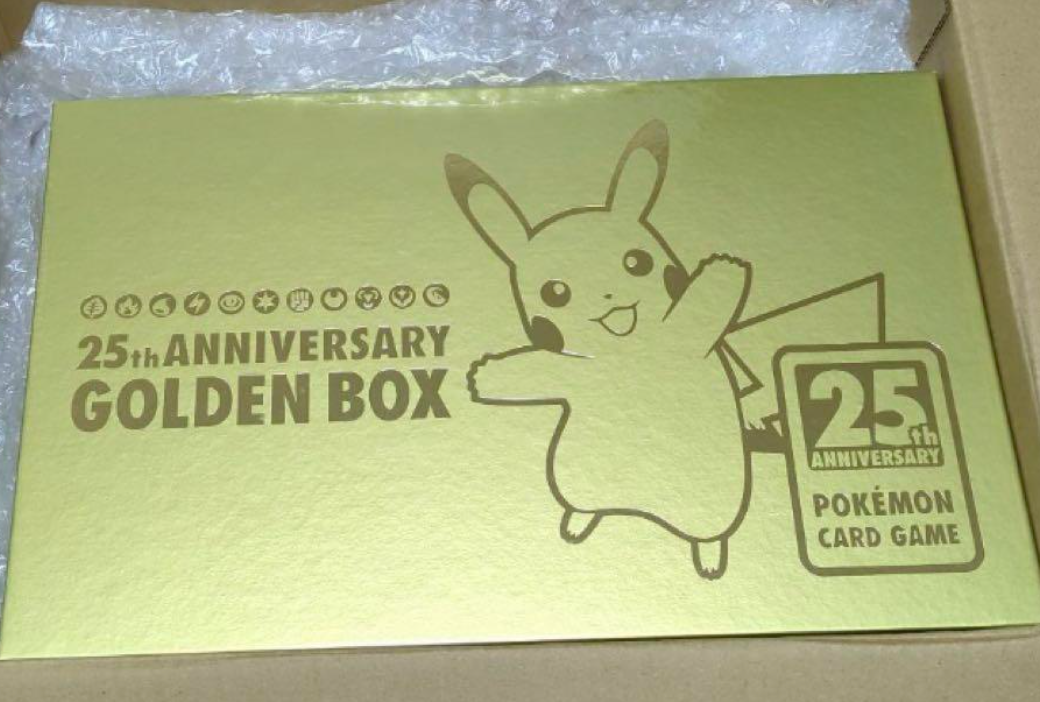 25th ANNIVERSARY
GOLDEN BOX
25th
ANNIVERSARY
POKÉMON
CARD GAME